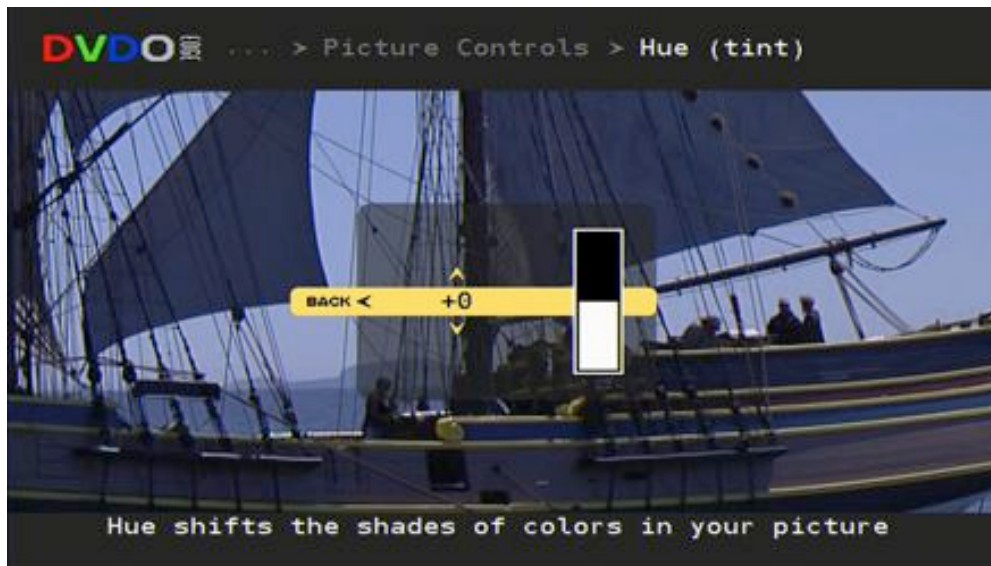 DVDO ... > Picture Controls > Hue (tint)
BACK < +0
Hue shifts the shades of colors in your picture